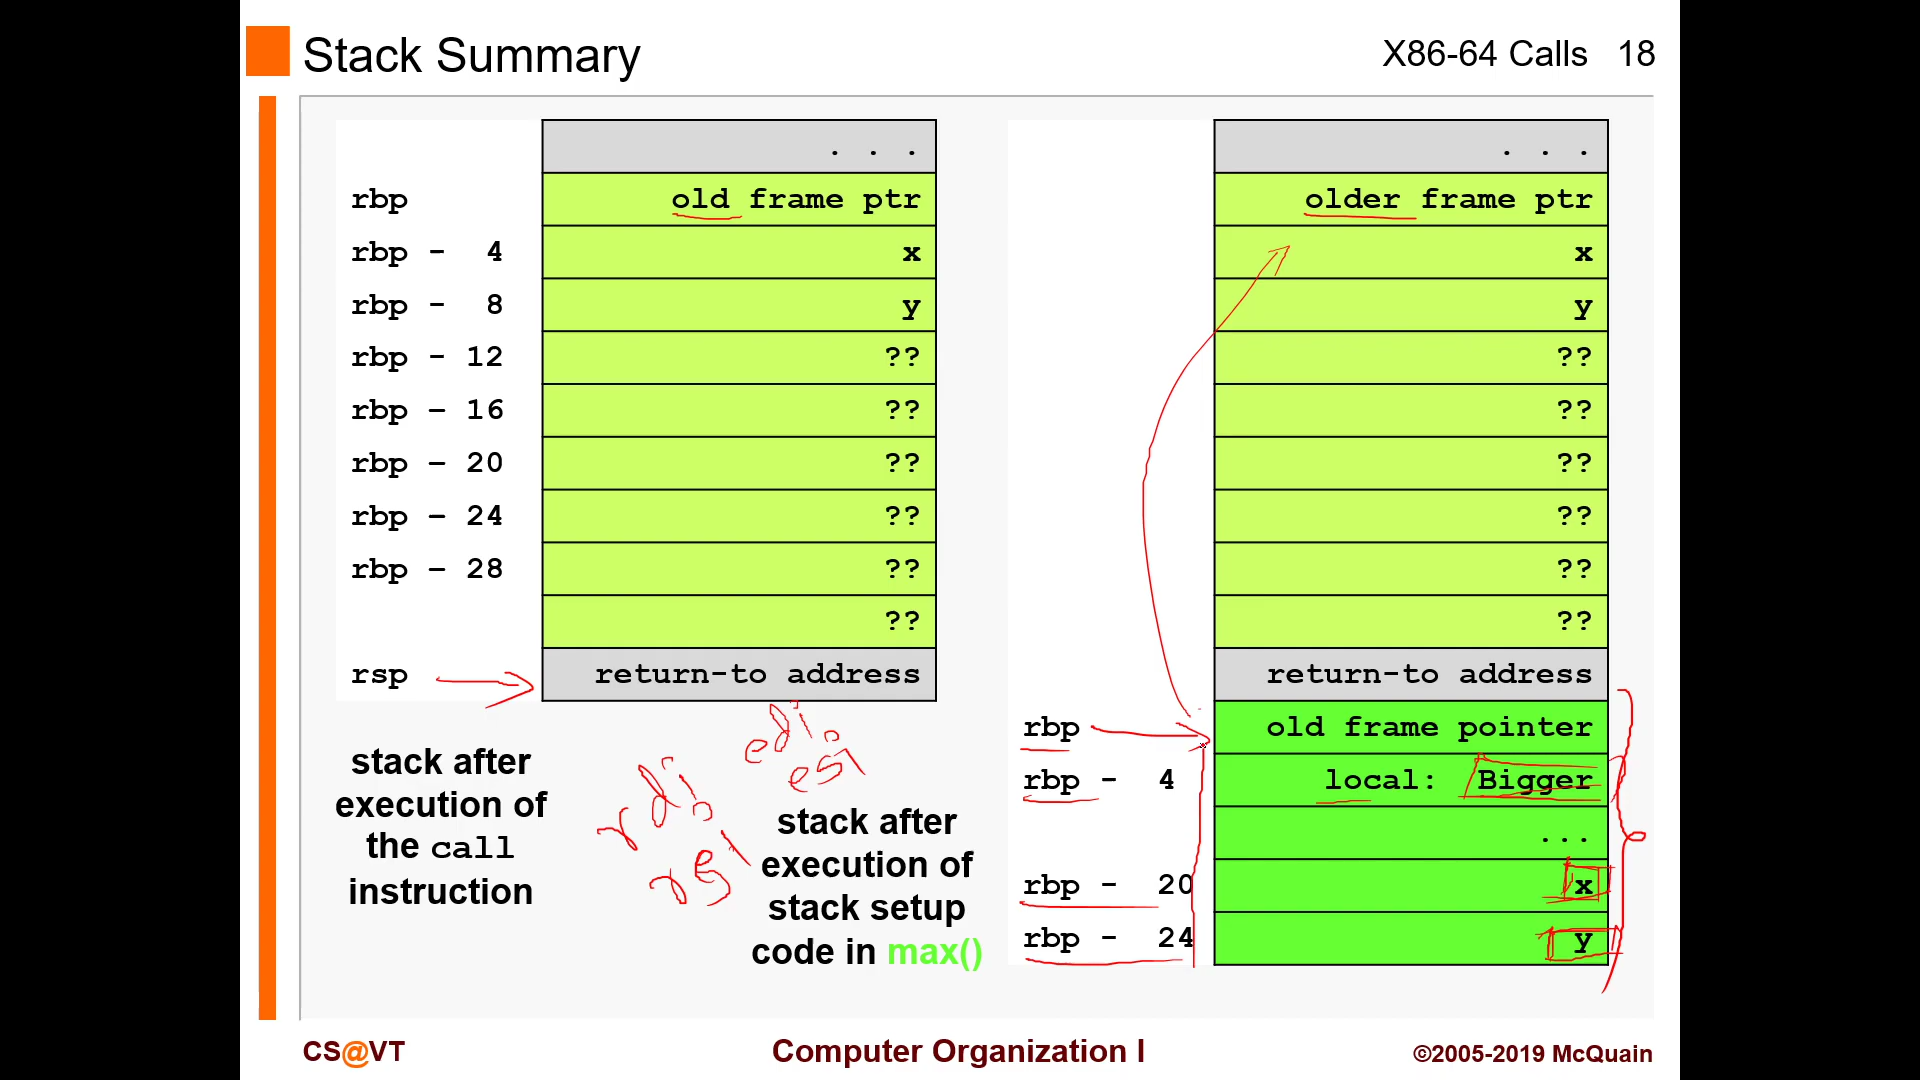 Stack Summary
X86-64 Calls 18
. . .
rbp old frame ptr
rbp - 4 x
rbp - 8 y
rbp - 12 ??
rbp – 16 ??
rbp – 20 ??
rbp – 24 ??
rbp – 28 ??
??
rsp return-to address
stack after
execution of
the call
instruction
rdi
rsi
edi
esi
stack after
execution of
stack setup
code in max()
. . .
older frame ptr
x
y
??
??
??
??
??
??
return-to address
rbp old frame pointer
rbp - 4 local: Bigger
...
rbp - 20 x
rbp - 24 y
CS@VT
Computer Organization I
©2005-2019 McQuain